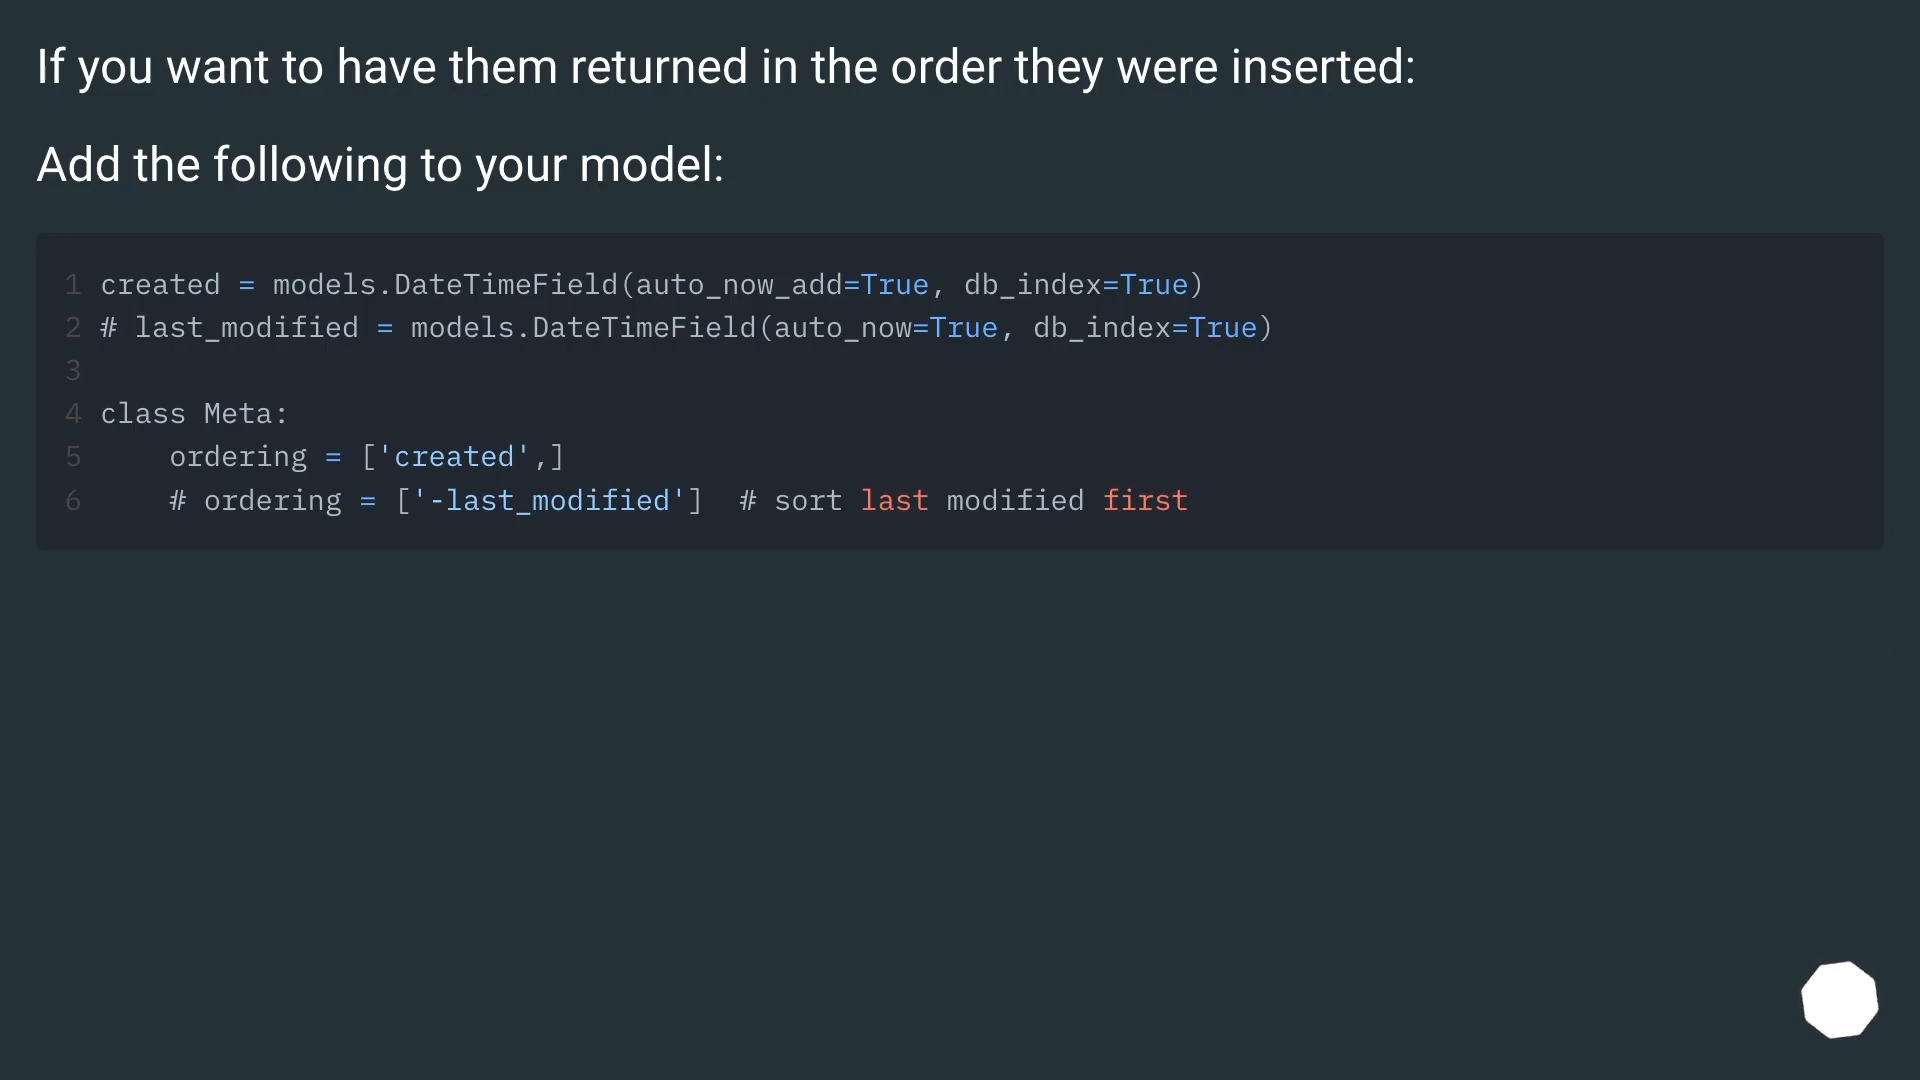 If you want to have them returned in the order they were inserted:
Add the following to your model:
1 created = models.DateTimeField(auto_now_add=True, db_index=True)
2 # last_modified = models.DateTimeField(auto_now=True, db_index=True)
3
4 class Meta:
5     ordering = ['created',]
6     # ordering = ['-last_modified']  # sort last modified first